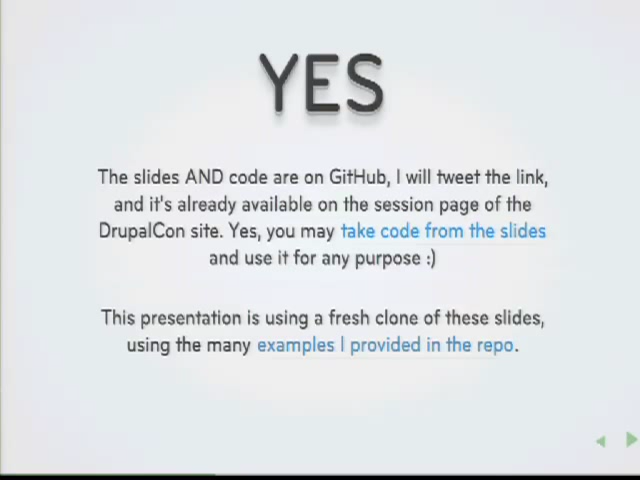 YES
The slides AND code are on GitHub, I will tweet the link,
and it's already available on the session page of the
DrupalCon site. Yes, you may take code from the slides
and use it for any purpose :)
This presentation is using a fresh clone of these slides,
using the many examples I provided in the repo.